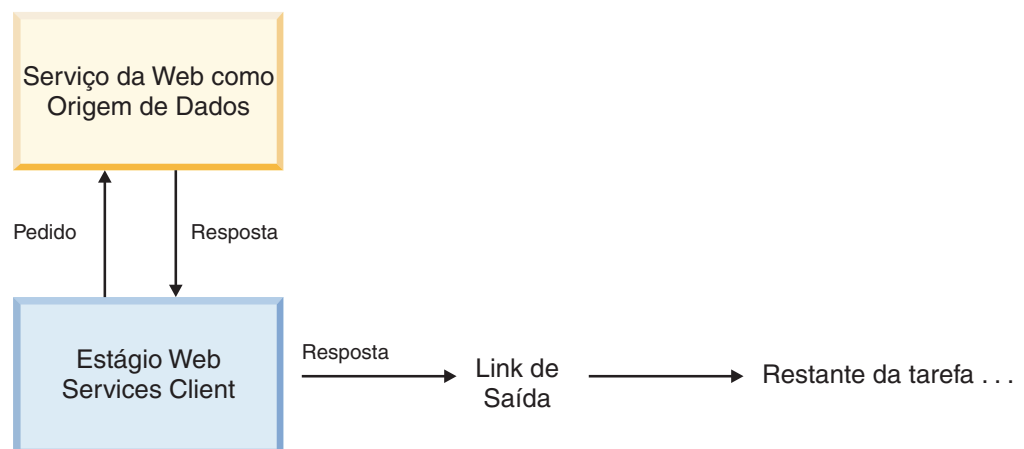 Serviço da Web como
Origem de Dados
Pedido
Resposta
Estágio Web
Services Client
Resposta
Link de
Saída
Restante da tarefa . . .